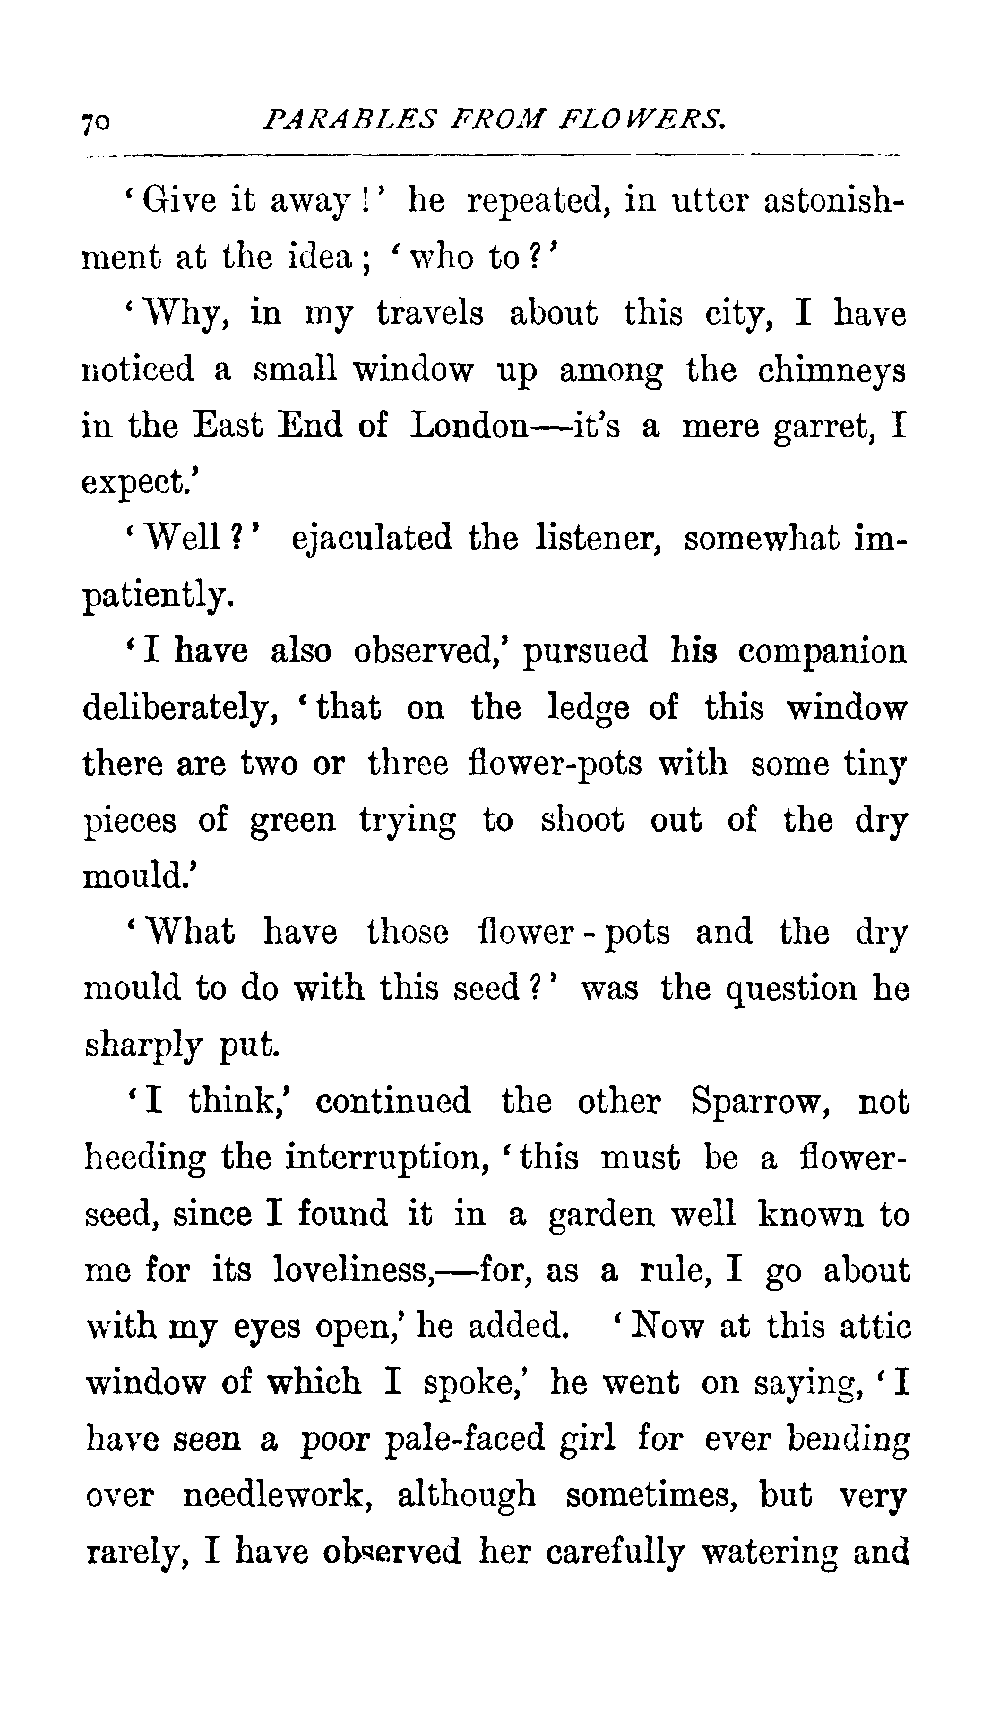 70 PARABLES FROM FLOWERS.
‘Give it away!’ he repeated, in utter astonish-
ment at the idea; ‘who to?’
‘Why, in my travels about this city, I have
noticed a small window up among the chimneys
in the East End of London—it’s a mere garret, I
expect.’
‘Well?’ ejaculated the listener, somewhat im-
patiently.
‘I have also observed,’ pursued his companion
deliberately, ‘that on the ledge of this window
there are two or three flower-pots with some tiny
pieces of green trying to shoot out of the dry
mould.’
‘What have those flower-pots and the dry
mould to do with this seed?’ was the question he
sharply put.
‘I think,’ continued the other Sparrow, not
heeding the interruption, ‘this must be a flower-
seed, since I found it in a garden well known to
me for its loveliness,—for, as a rule, I go about
with my eyes open,’ he added. ‘Now at this attic
window of which I spoke,’ he went on saying, ‘I
have seen a poor pale-faced girl for ever bending
over needlework, although sometimes, but very
rarely, I have observed her carefully watering and